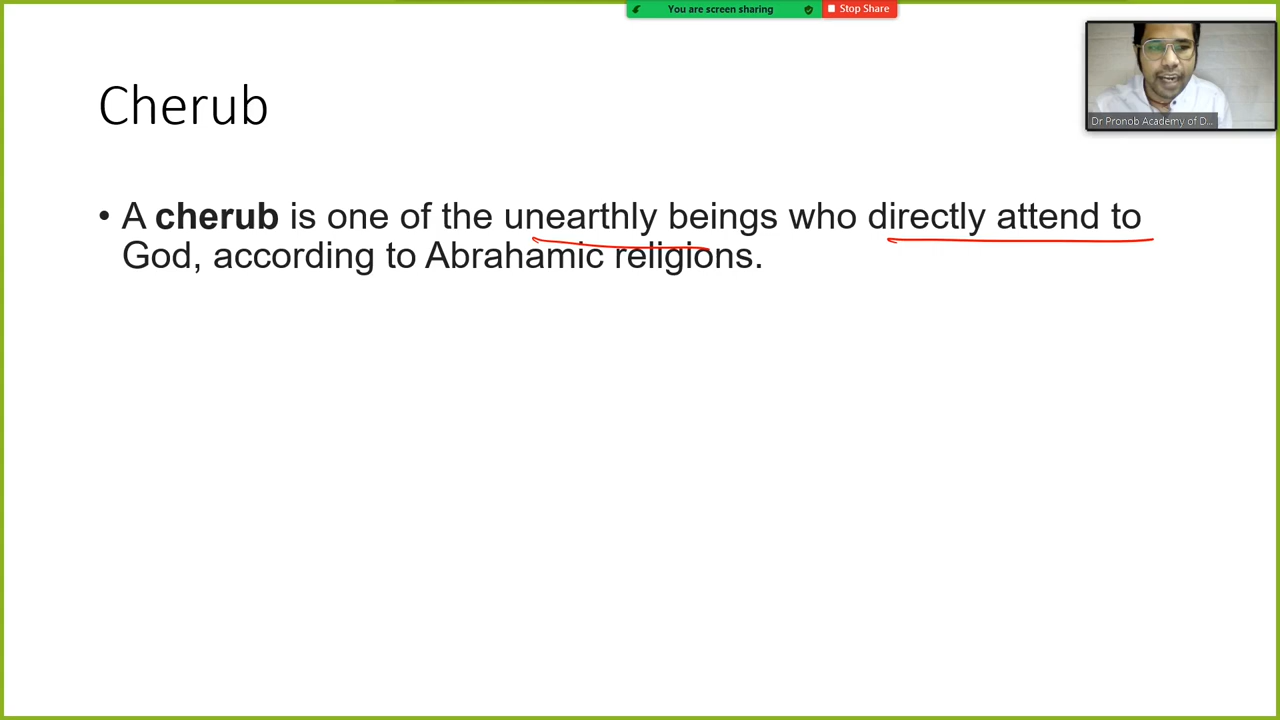 You are screen sharing
Stop Share
Dr Pronob Academy of D...
Cherub
• A cherub is one of the unearthly beings who directly attend to
God, according to Abrahamic religions.